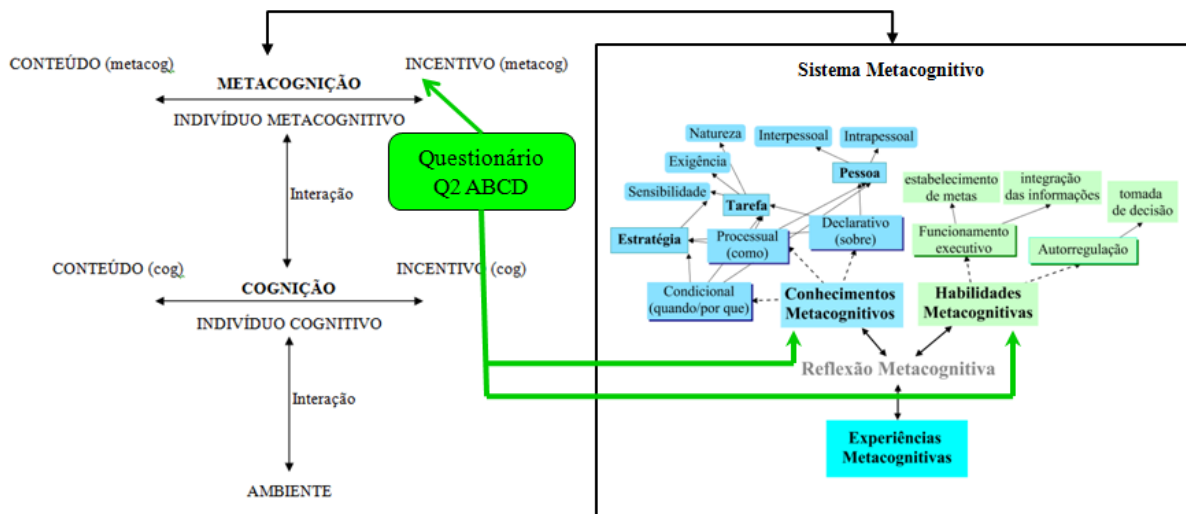 CONTEÚDO (metacog)
INCENTIVO (metacog)
METACOGNIÇÃO
INDIVÍDUO METACOGNITIVO
Interação
Questionário
Q2 ABCD
CONTEÚDO (cog)
INCENTIVO (cog)
COGNIÇÃO
INDIVÍDUO COGNITIVO
Interação
AMBIENTE
Sistema Metacognitivo
Natureza
Interpessoal
Intrapessoal
Exigência
Pessoa
Sensibilidade
Tarefa
estabelecimento
de metas
integração
das informações
tomada
de decisão
Estratégia
Processual
(como)
Declarativo
(sobre)
Funcionamento
executivo
Autorregulação
Condicional
(quando/por que)
Conhecimentos
Metacognitivos
Habilidades
Metacognitivas
Reflexão Metacognitiva
Experiências
Metacognitivas